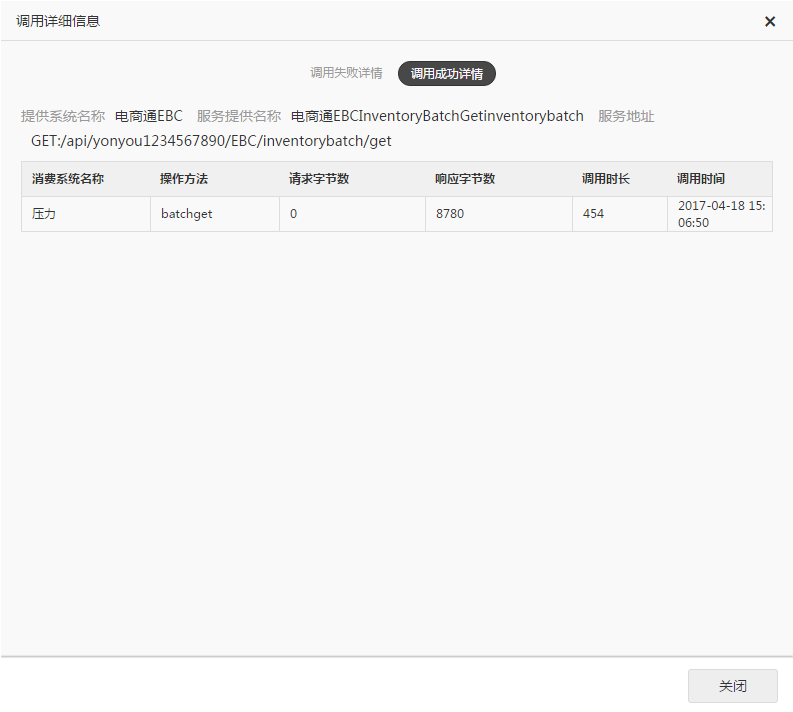 调用详细信息 ×
调用失败详情 调用成功详情
提供系统名称 电商通EBC 服务提供名称 电商通EBCInventoryBatchGetinventorybatch 服务地址
GET:/api/yonyou1234567890/EBC/inventorybatch/get
消费系统名称 操作方法 请求字节数 响应字节数 调用时长 调用时间
压力 batchget 0 8780 454 2017-04-18 15:
06:50
关闭